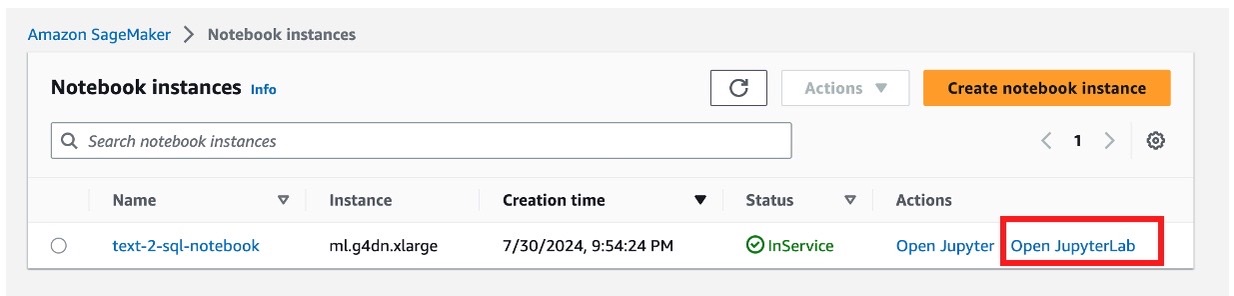 Amazon SageMaker > Notebook instances
Notebook instances Info Actions Create notebook instance
Search notebook instances 1
Name Instance Creation time Status Actions
text-2-sql-notebook ml.g4dn.xlarge 7/30/2024, 9:54:24 PM InService Open Jupyter Open JupyterLab